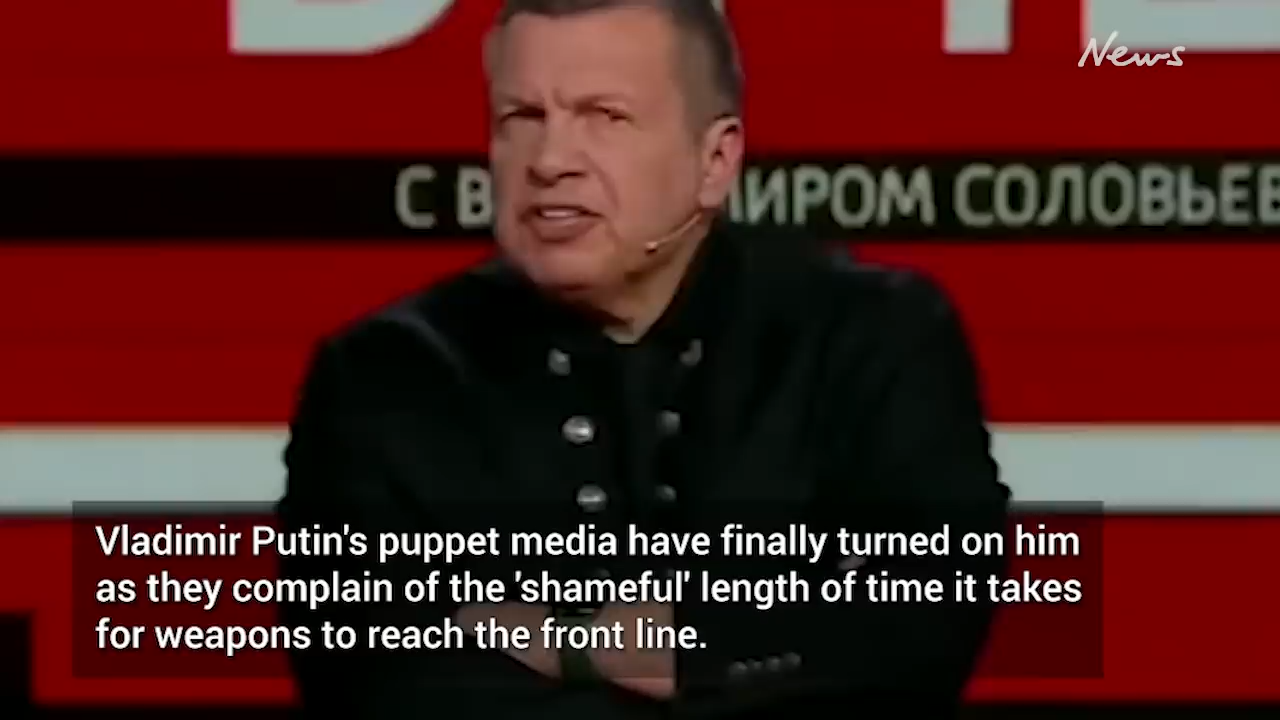 News
С В
МИРОМ СОЛОВЬЕВ
Vladimir Putin's puppet media have finally turned on him
as they complain of the 'shameful' length of time it takes
for weapons to reach the front line.